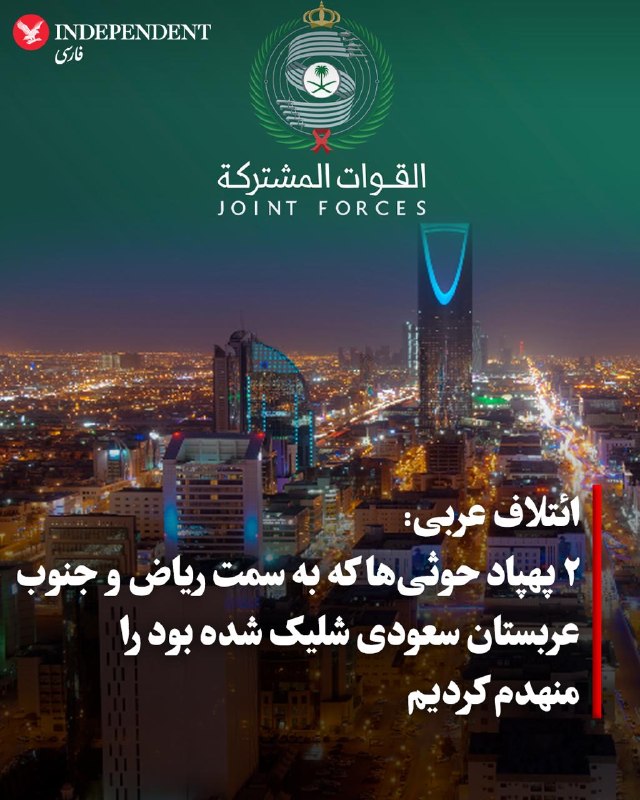 INDEPENDENT
فارسی
القوات المشتركة
JOINT FORCES
ائتلاف عربی:
۲ پهپاد حوثی‌ها که به سمت ریاض و جنوب
عربستان سعودی شلیک شده بود را
منهدم کردیم